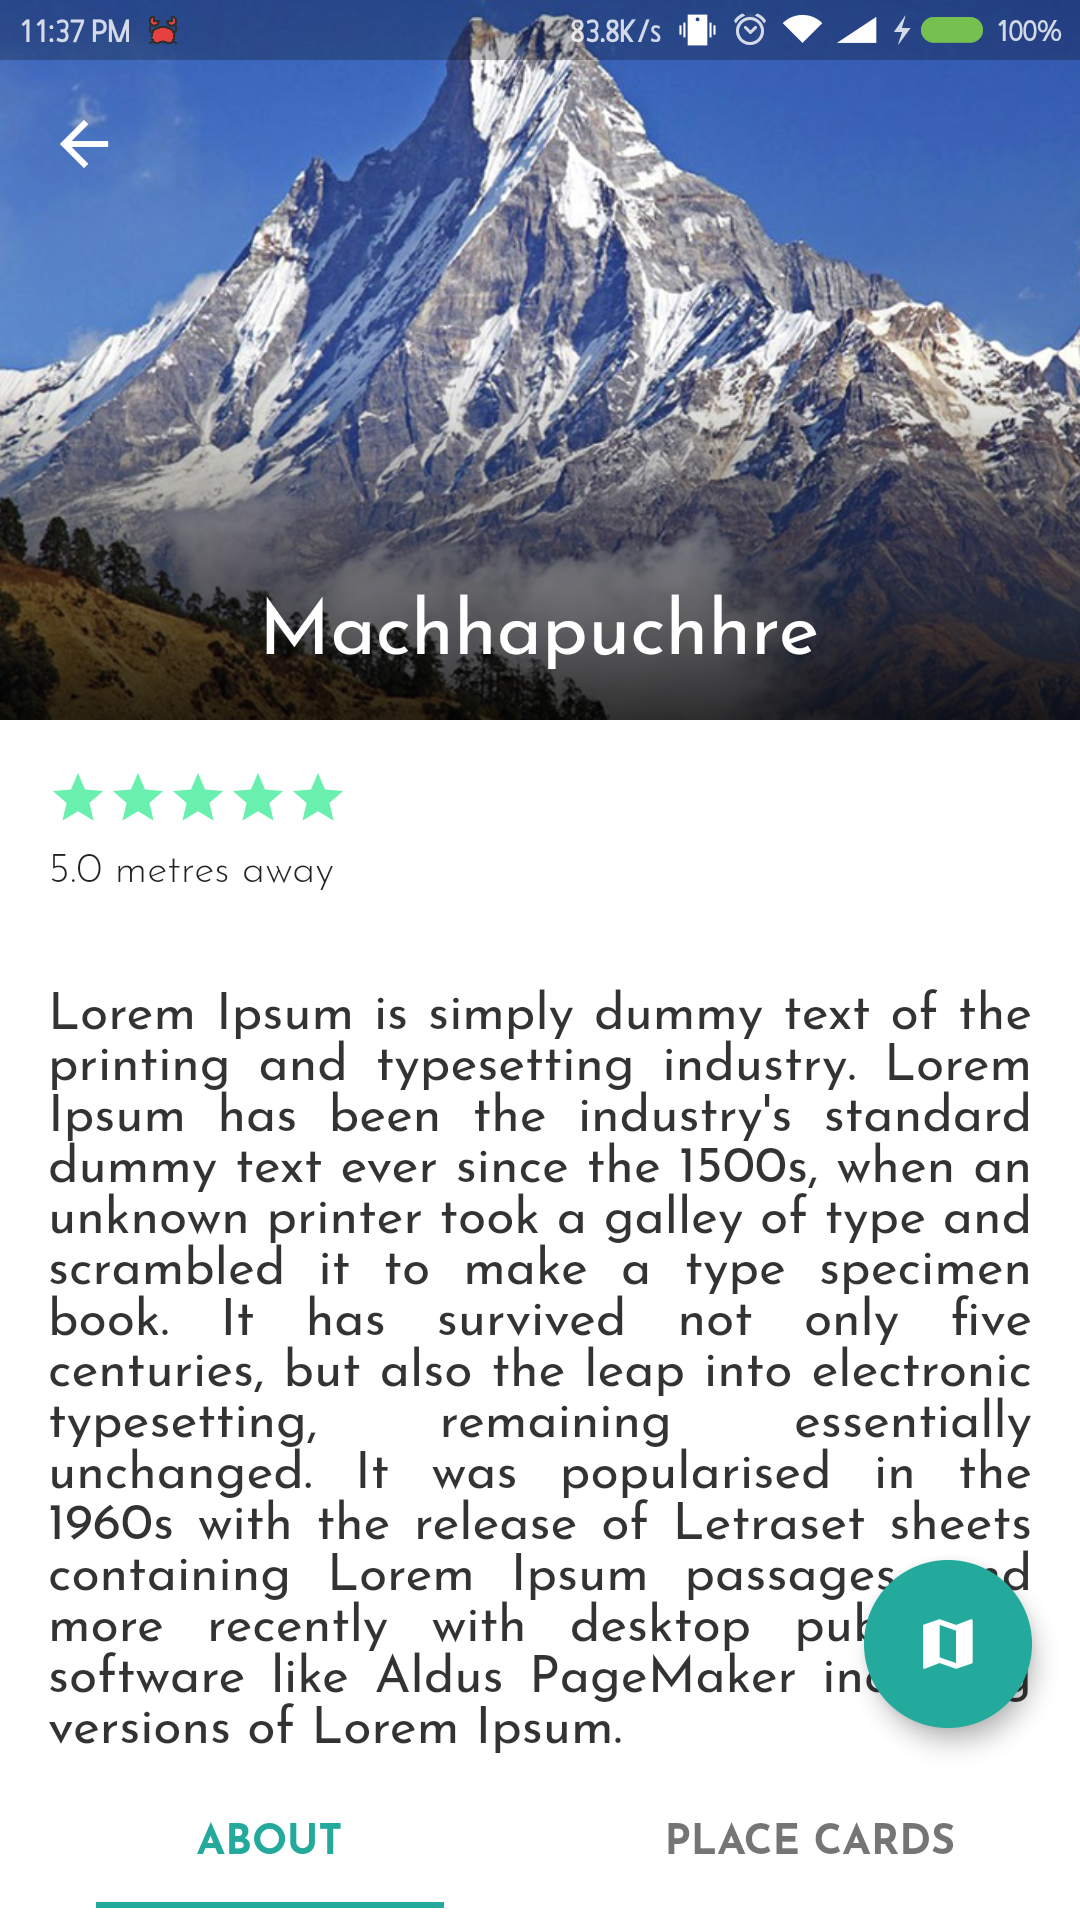 11:37 PM
83.8K/s
100%
Machhapuchhre
5.0 metres away
Lorem Ipsum is simply dummy text of the
printing and typesetting industry. Lorem
Ipsum has been the industry's standard
dummy text ever since the 1500s, when an
unknown printer took a galley of type and
scrambled it to make a type specimen
book. It has survived not only five
centuries, but also the leap into electronic
typesetting, remaining essentially
unchanged. It was popularised in the
1960s with the release of Letraset sheets
containing Lorem Ipsum passages
more recently with desktop
software like Aldus PageMaker
versions of Lorem Ipsum.
ABOUT
PLACE CARDS